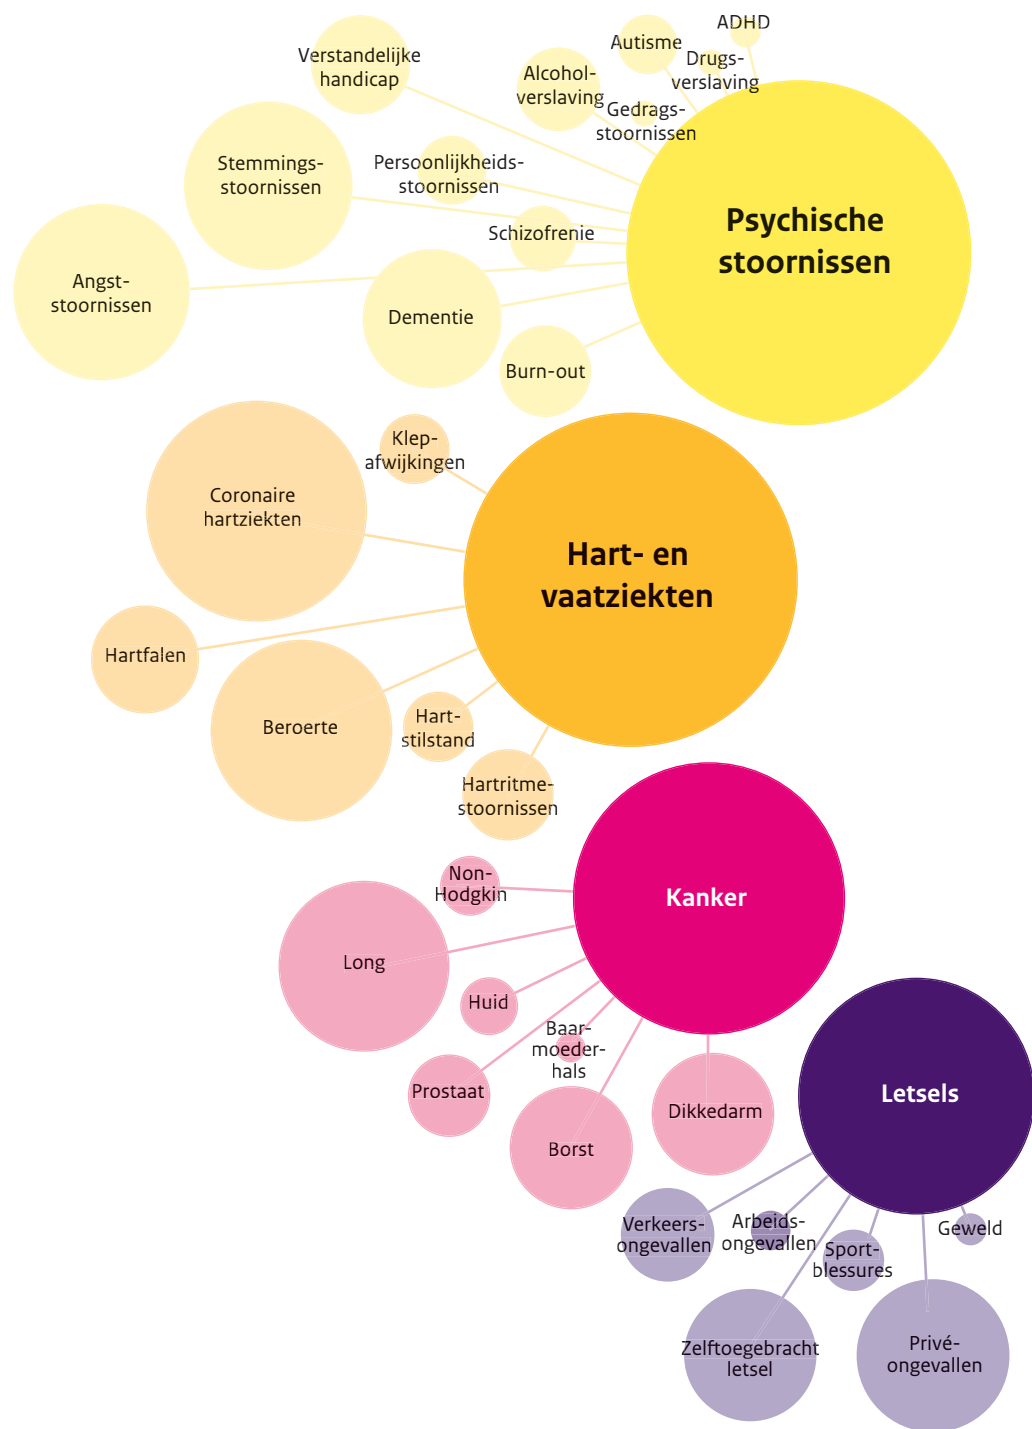 ADHD
Autisme
Verstandelijke
handicap
Drugs-
verslaving
Alcohol-
verslaving
Gedrags-
stoornissen
Stemmings-
stoornissen
Persoonlijkheids-
stoornissen
Psychische
stoornissen
Schizofrenie
Angst-
stoornissen
Dementie
Burn-out
Klep-
afwijkingen
Coronaire
hartziekten
Hart- en
vaatziekten
Hartfalen
Beroerte
Hart-
stilstand
Hartritme-
stoornissen
Non-
Hodgkin
Kanker
Long
Huid
Baar-
moeder-
hals
Prostaat
Dikkedarm
Borst
Letsels
Verkeers-
ongevallen
Arbeids-
ongevallen
Geweld
Sport-
blessures
Zelftoegebracht
letsel
Privé-
ongevallen